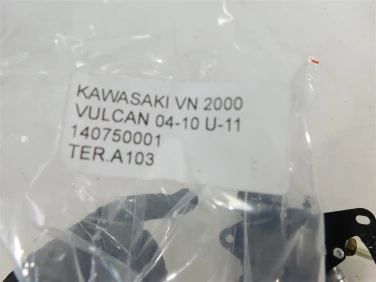 KAWASAKI VN 2000
VULCAN 04-10 U-11
140750001
TER.A103